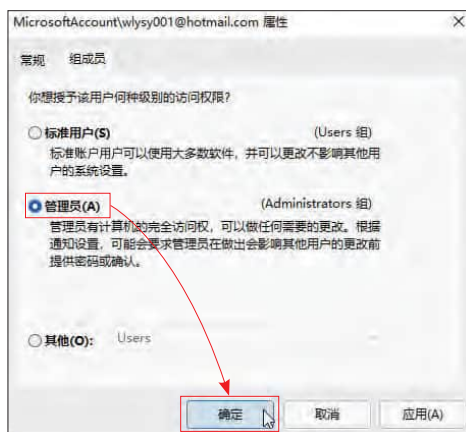 MicrosoftAccount\wlysy001@hotmail.com 属性
常规 组成员
你想授予该用户何种级别的访问权限?
标准用户(S) (Users 组)
标准账户用户可以使用大多数软件，并可以更改不影响其他用
户的系统设置。
管理员(A) (Administrators 组)
管理员有计算机的完全访问权，可以做任何需要的更改。根据
通知设置，可能会要求管理员在做出会影响其他用户的更改前
提供密码或确认。
其他(O): Users
确定 取消 应用(A)